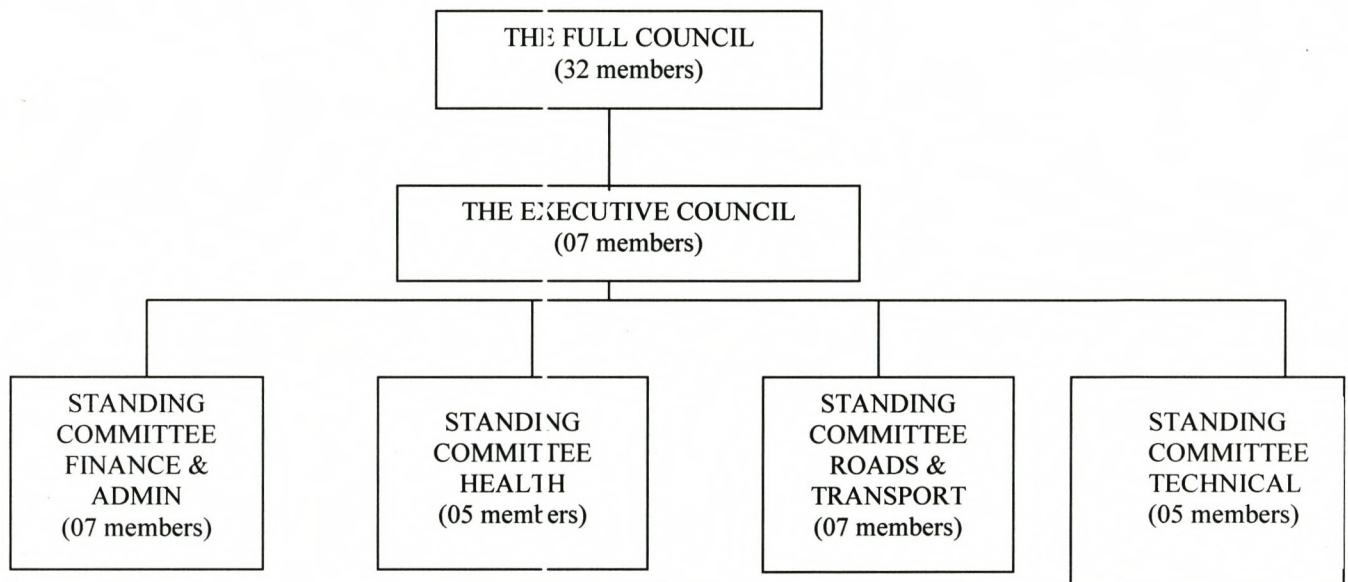 THE FULL COUNCIL
(32 members)
THE EXECUTIVE COUNCIL
(07 members)
STANDING
COMMITTEE
FINANCE &
ADMIN
(07 members)
STANDING
COMMITTEE
HEALTH
(05 members)
STANDING
COMMITTEE
ROADS &
TRANSPORT
(07 members)
STANDING
COMMITTEE
TECHNICAL
(05 members)